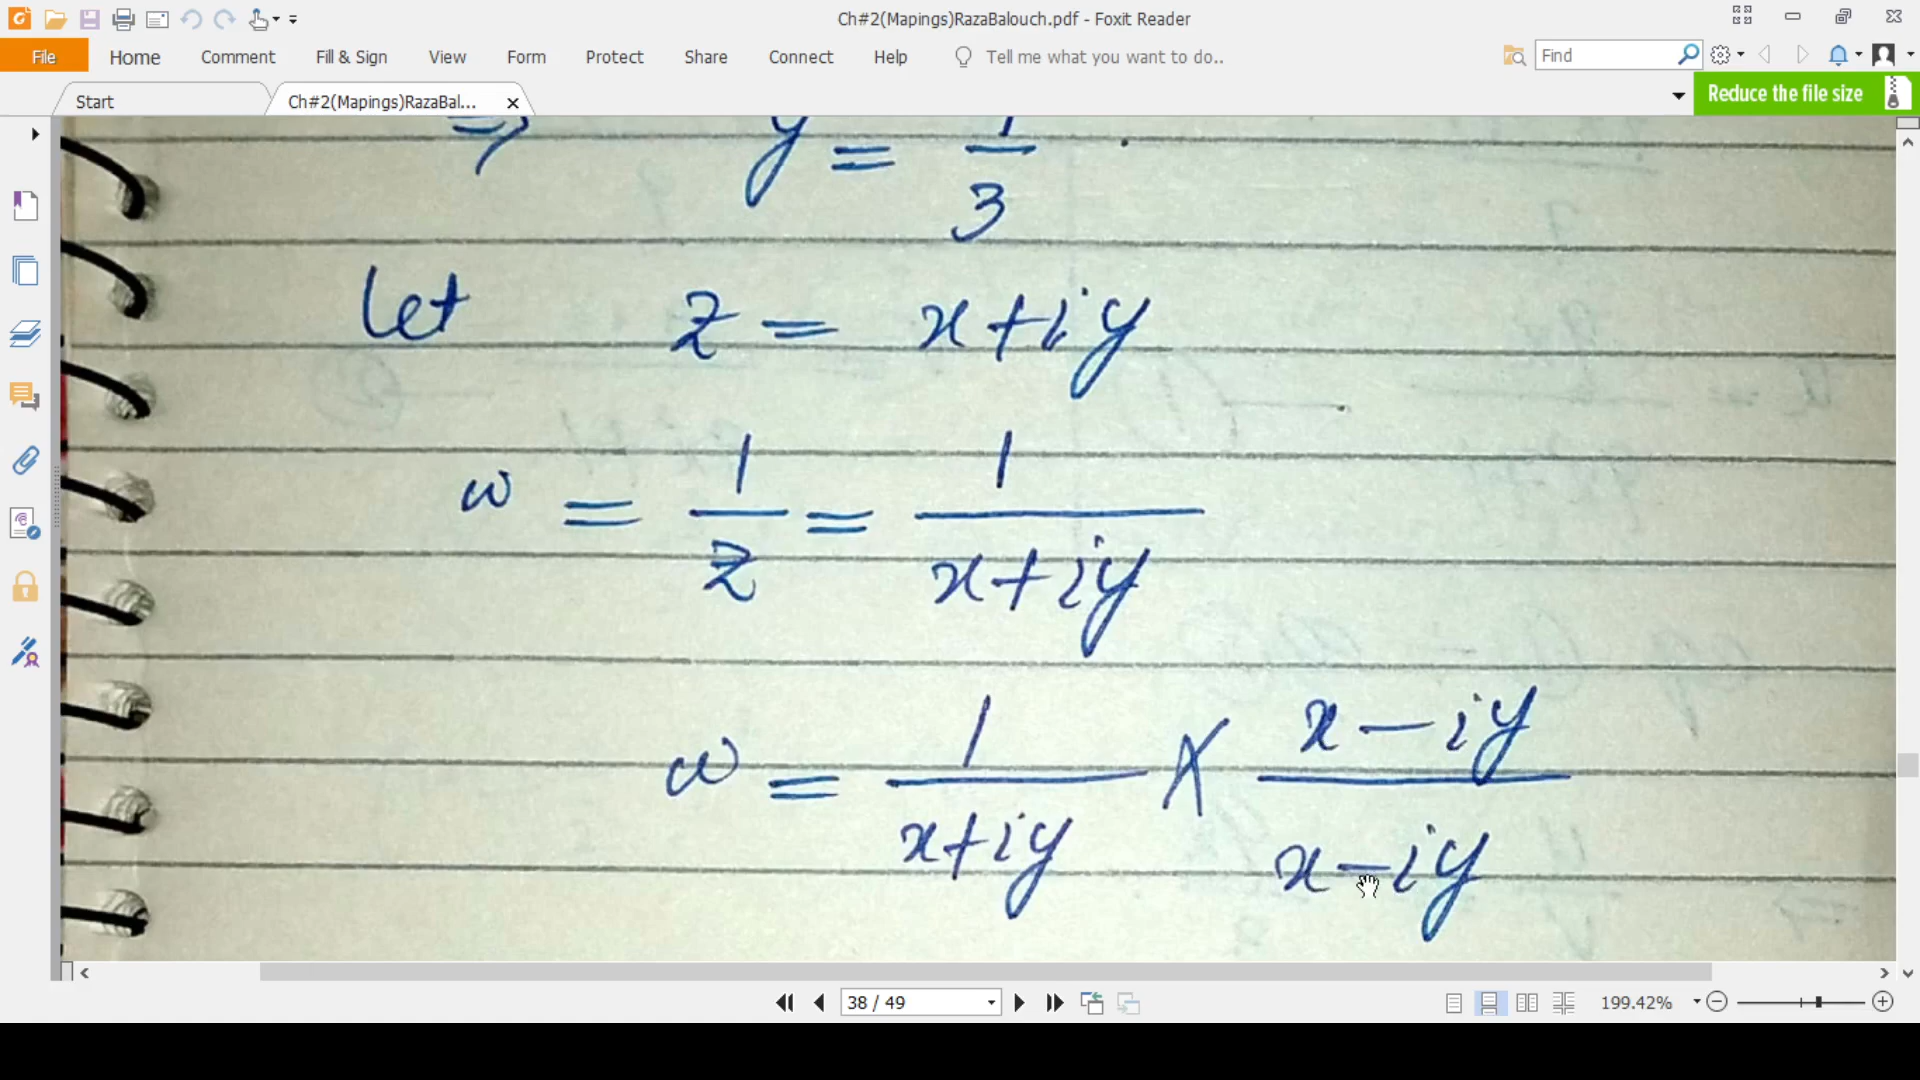 Ch#2(Mapings)RazaBalouch.pdf - Foxit Reader
File Home Comment Fill & Sign View Form Protect Share Connect Help Tell me what you want to do.. Find
Start Ch#2(Mapings)RazaBal... Reduce the file size
⇒ y = 1/3 .
Let z = x+iy
w = 1/z = 1/(x+iy)
w = 1/(x+iy) × (x-iy)/(x-iy)
38 / 49 199.42%